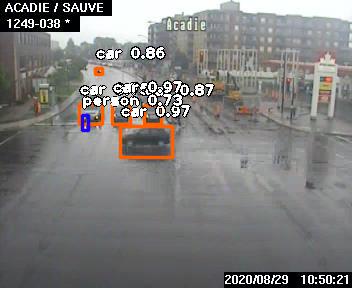 ACADIE / SAUVE
1249-038 *
Acadie
car 0.86
car
car 0.97
0.87
person 0.73
car 0.97
2020/08/29 10:50:21